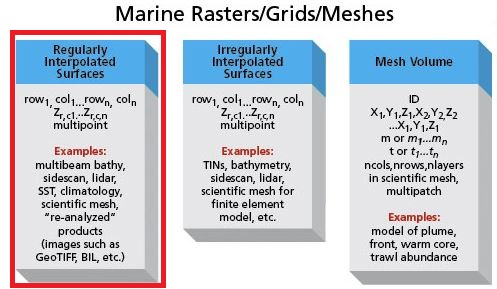 Marine Rasters/Grids/Meshes
Regularly
Interpolated
Surfaces
row1, col1...rown, coln
Zr,c1..Zr,c,n
multipoint
Examples:
multibeam bathy,
sidescan, lidar,
SST, climatology,
scientific mesh,
"re-analyzed"
products
(images such as
GeoTIFF, BIL, etc.)
Irregularly
Interpolated
Surfaces
row1, col1...rown, coln
Zr,c1..Zr,c,n
multipoint
Examples:
TINs, bathymetry,
sidescan, lidar,
scientific mesh for
finite element
model, etc.
Mesh Volume
ID
X1,Y1,Z1,X2,Y2,Z2
...X1,Y1,Z1
m or m1...mn
t or t1...tn
ncols,nrows,nlayers
in scientific mesh,
multipatch
Examples:
model of plume,
front, warm core,
trawl abundance